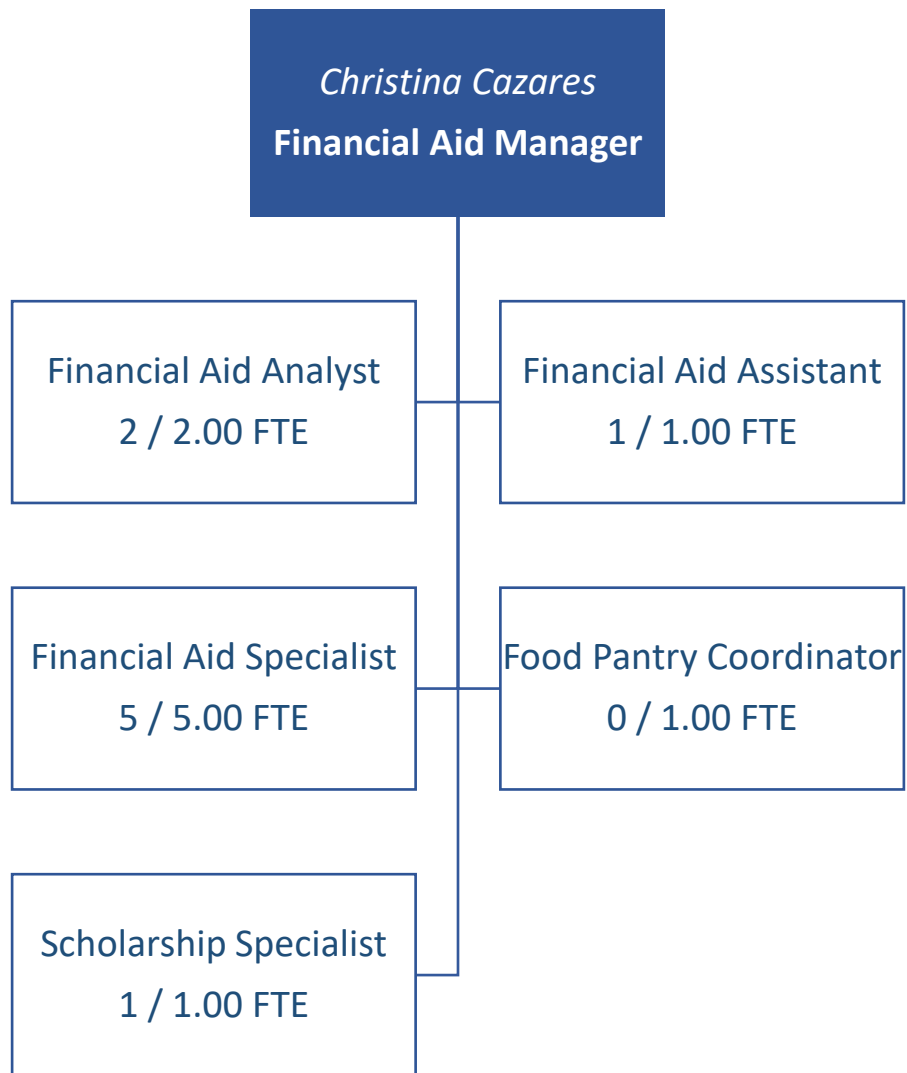 Christina Cazares
Financial Aid Manager
Financial Aid Analyst
2 / 2.00 FTE
Financial Aid Assistant
1 / 1.00 FTE
Financial Aid Specialist
5 / 5.00 FTE
Food Pantry Coordinator
0 / 1.00 FTE
Scholarship Specialist
1 / 1.00 FTE